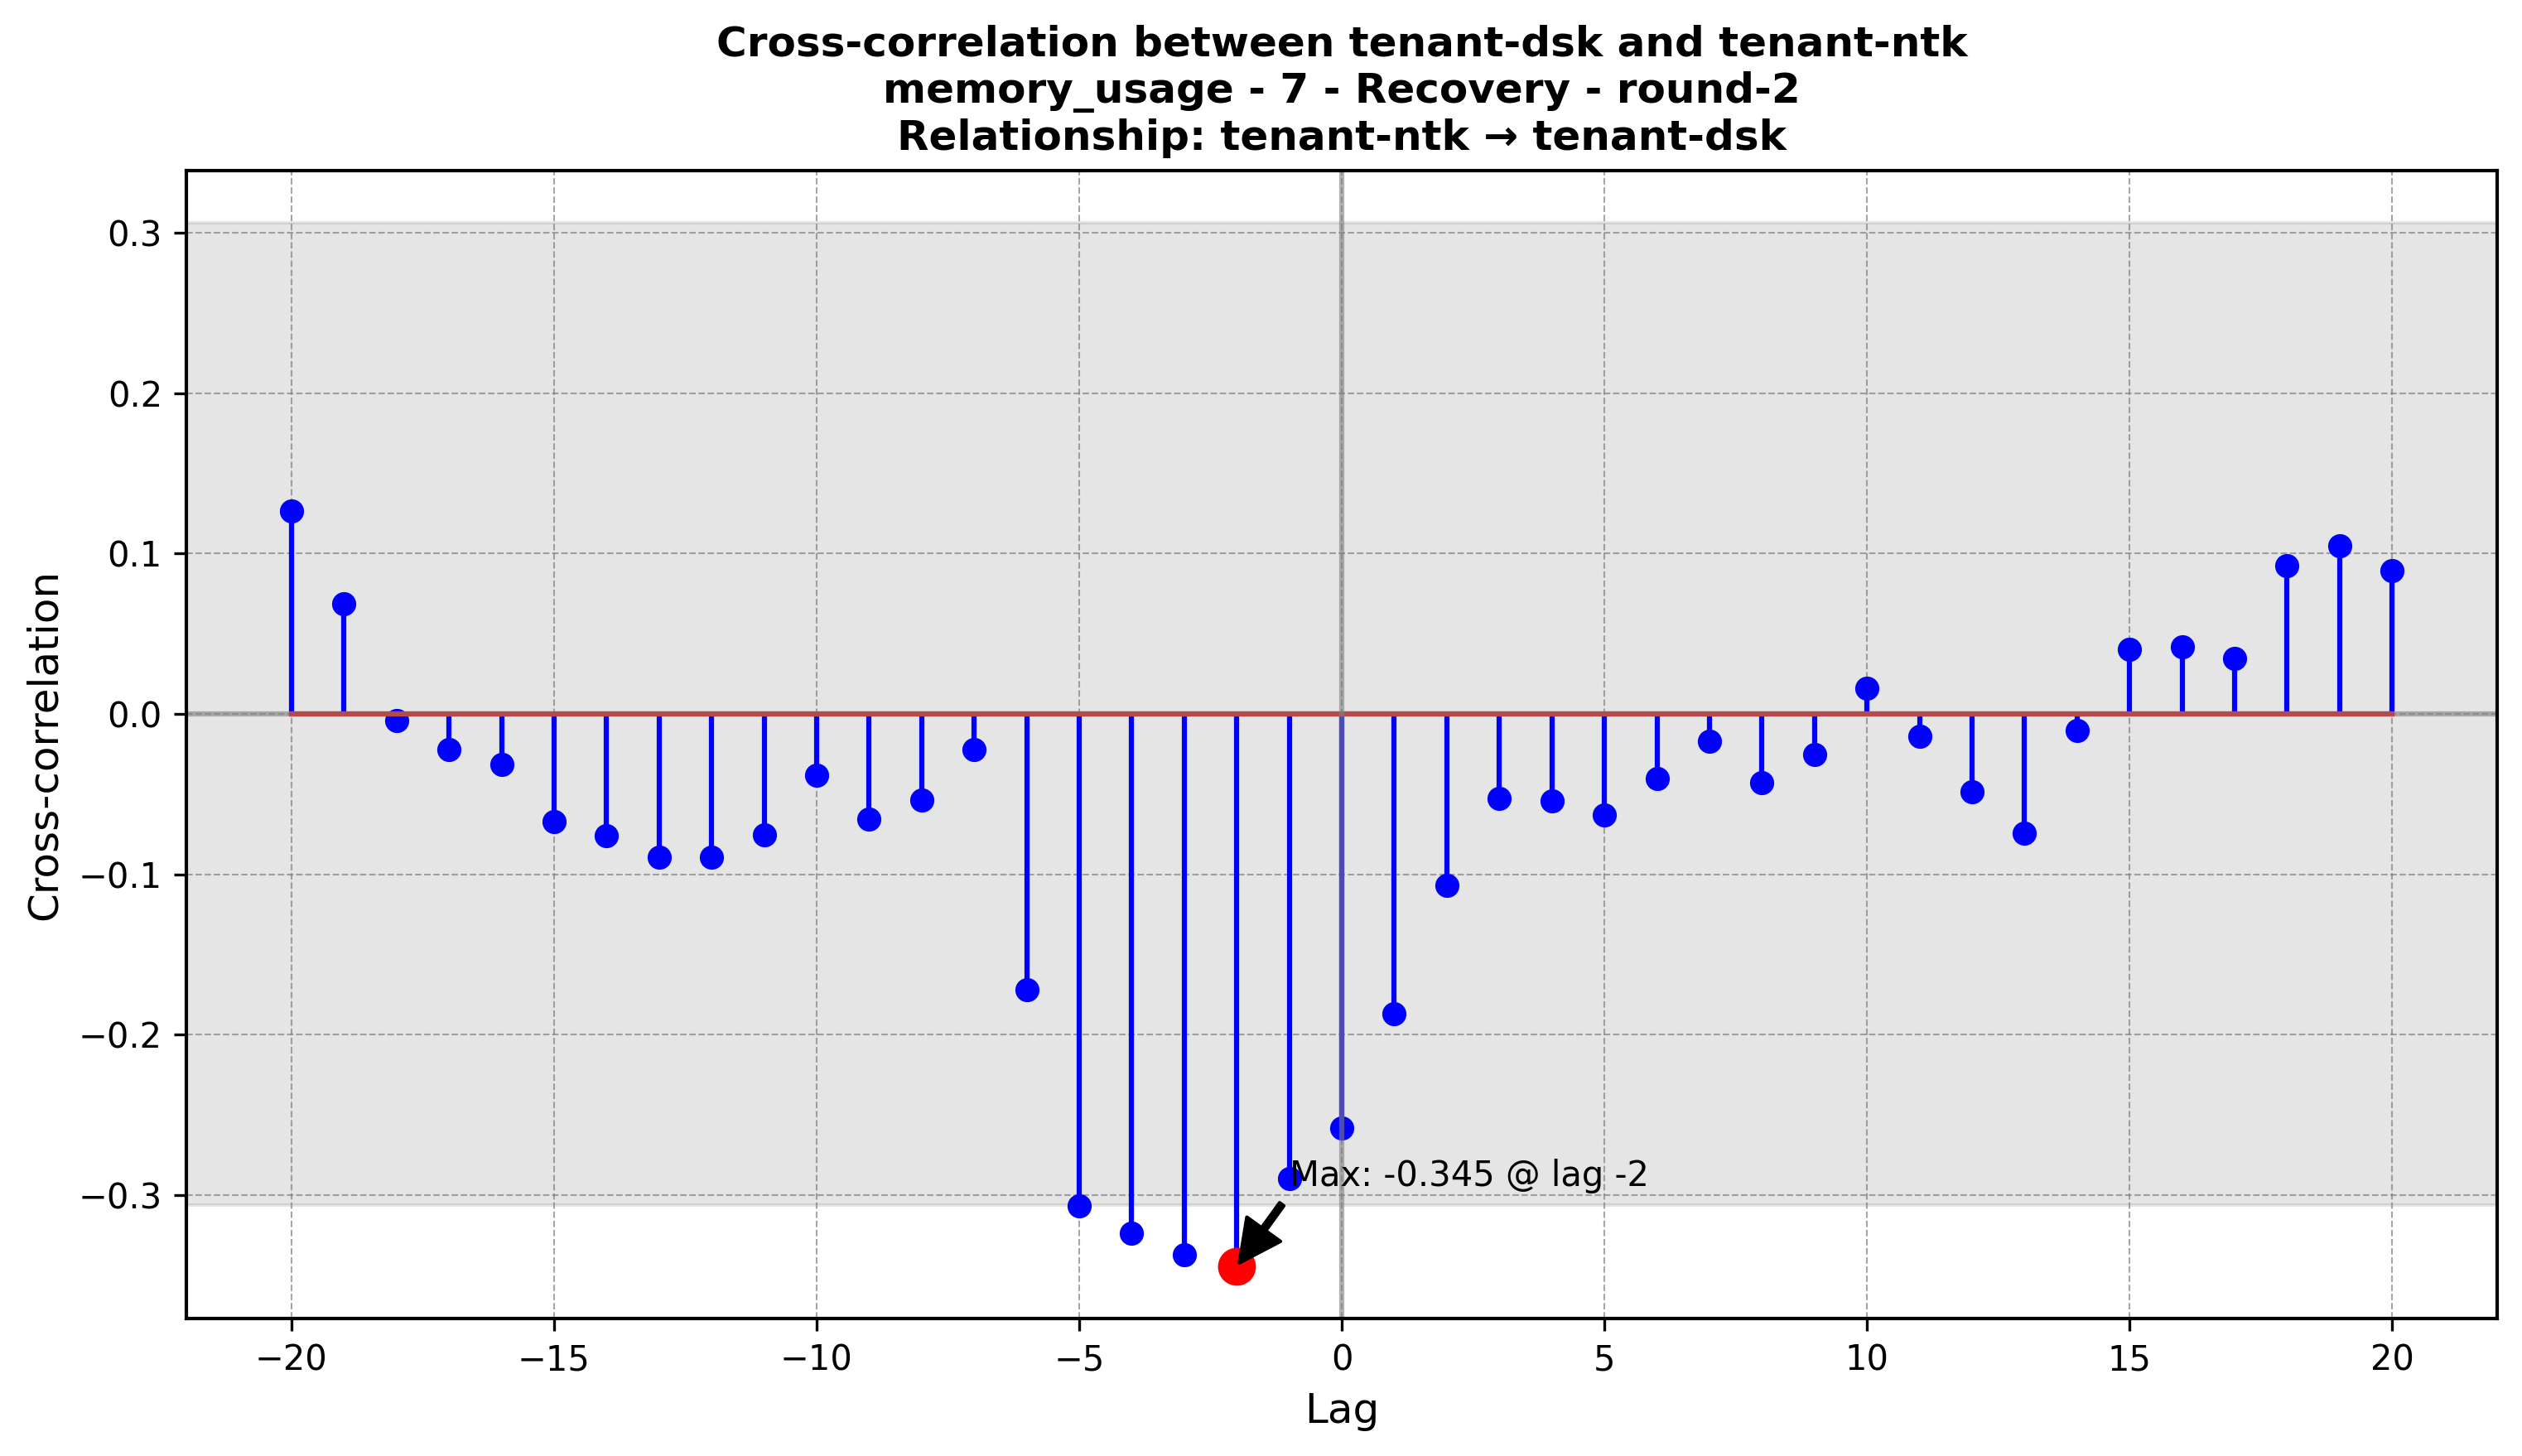 Cross-correlation between tenant-dsk and tenant-ntk
memory_usage - 7 - Recovery - round-2
Relationship: tenant-ntk → tenant-dsk
Cross-correlation
0.3
0.2
0.1
0.0
−0.1
−0.2
−0.3
Max: -0.345 @ lag -2
−20 −15 −10 −5 0 5 10 15 20
Lag